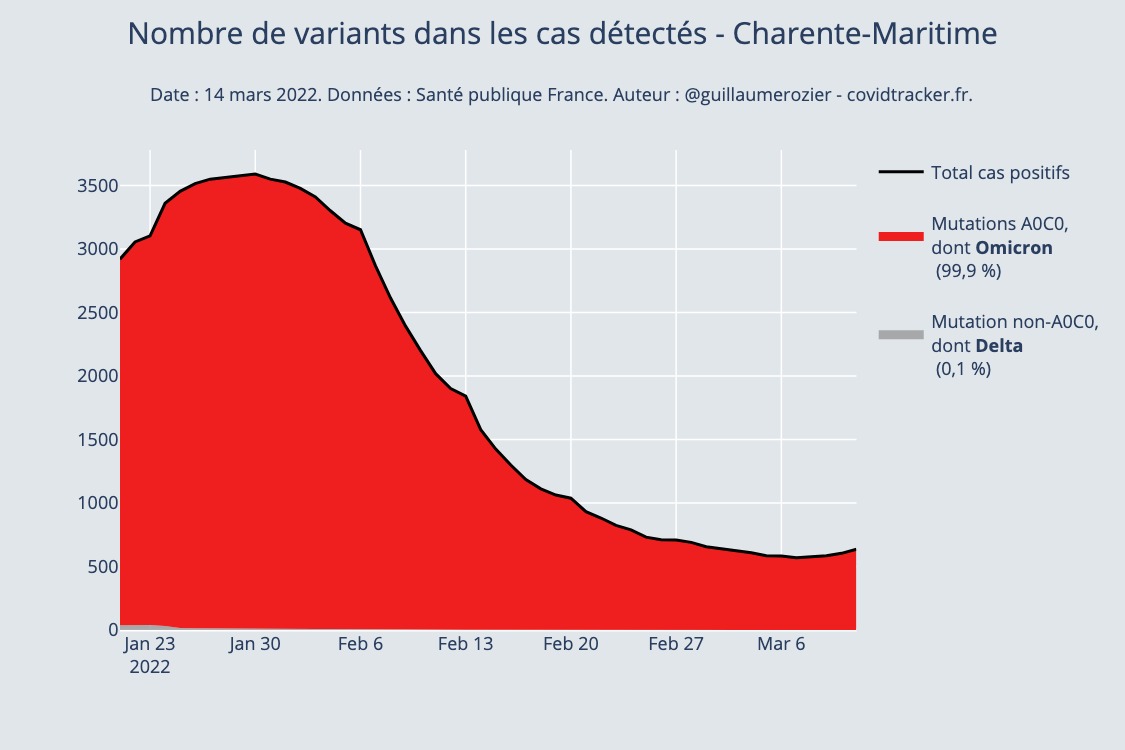 Nombre de variants dans les cas détectés - Charente-Maritime
Date : 14 mars 2022. Données : Santé publique France. Auteur : @guillaumerozier - covidtracker.fr.
3500
3000
2500
2000
1500
1000
500
0
Jan 23
2022
Jan 30
Feb 6
Feb 13
Feb 20
Feb 27
Mar 6
Total cas positifs
Mutations A0C0,
dont Omicron
(99,9 %)
Mutation non-A0C0,
dont Delta
(0,1 %)